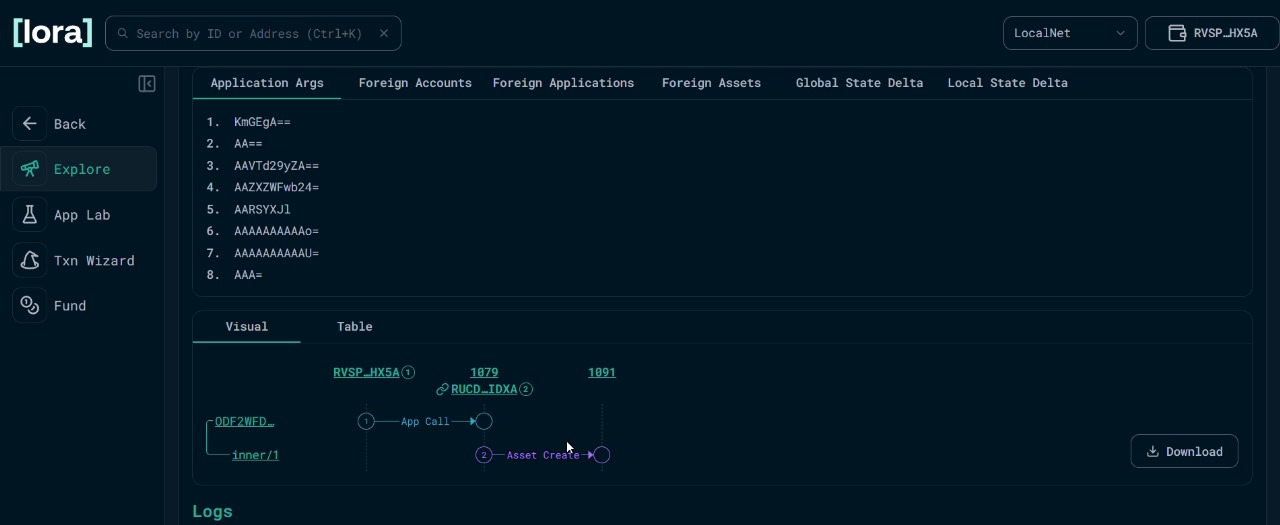 [lora]
Search by ID or Address (Ctrl+K)
LocalNet
RVSP…HX5A
Application Args
Foreign Accounts
Foreign Applications
Foreign Assets
Global State Delta
Local State Delta
Back
Explore
App Lab
Txn Wizard
Fund
1. KmGEgA==
2. AA==
3. AAVTd29yZA==
4. AAZXZWFwb24=
5. AARSYXJl
6. AAAAAAAAAAo=
7. AAAAAAAAAAU=
8. AAA=
Visual
Table
RVSP…HX5A 1
1079
1091
RUCD…IDXA 2
ODF2WFD…
1
App Call
inner/1
2
Asset Create
Download
Logs